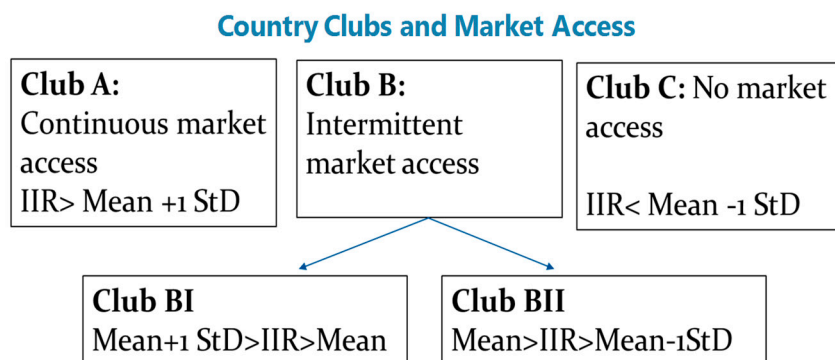 Country Clubs and Market Access
Club A:
Continuous market
access
IIR> Mean +1 StD
Club B:
Intermittent
market access
Club C: No market
access
IIR< Mean -1 StD
Club BI
Mean+1 StD>IIR>Mean
Club BII
Mean>IIR>Mean-1StD